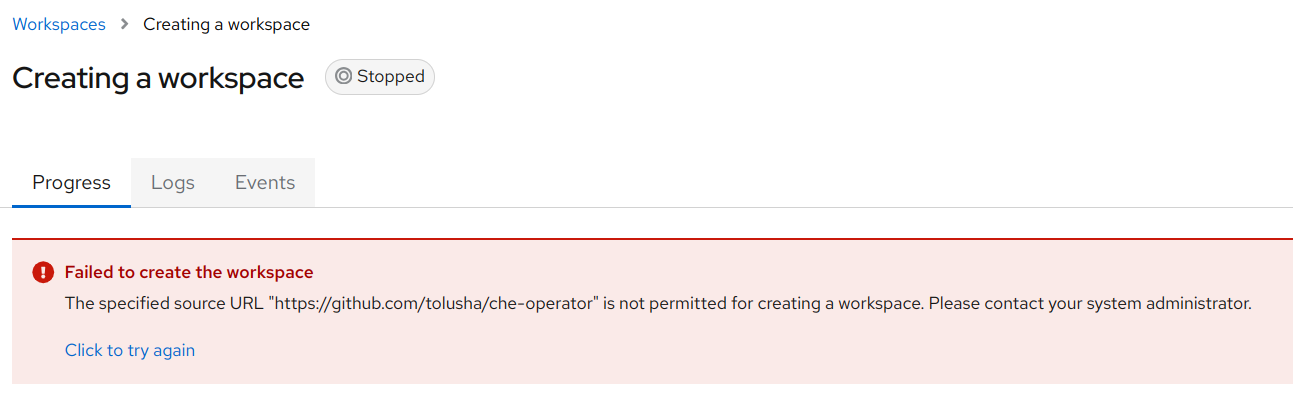 Workspaces > Creating a workspace
Creating a workspace Stopped
Progress Logs Events
Failed to create the workspace
The specified source URL "https://github.com/tolusha/che-operator" is not permitted for creating a workspace. Please contact your system administrator.
Click to try again